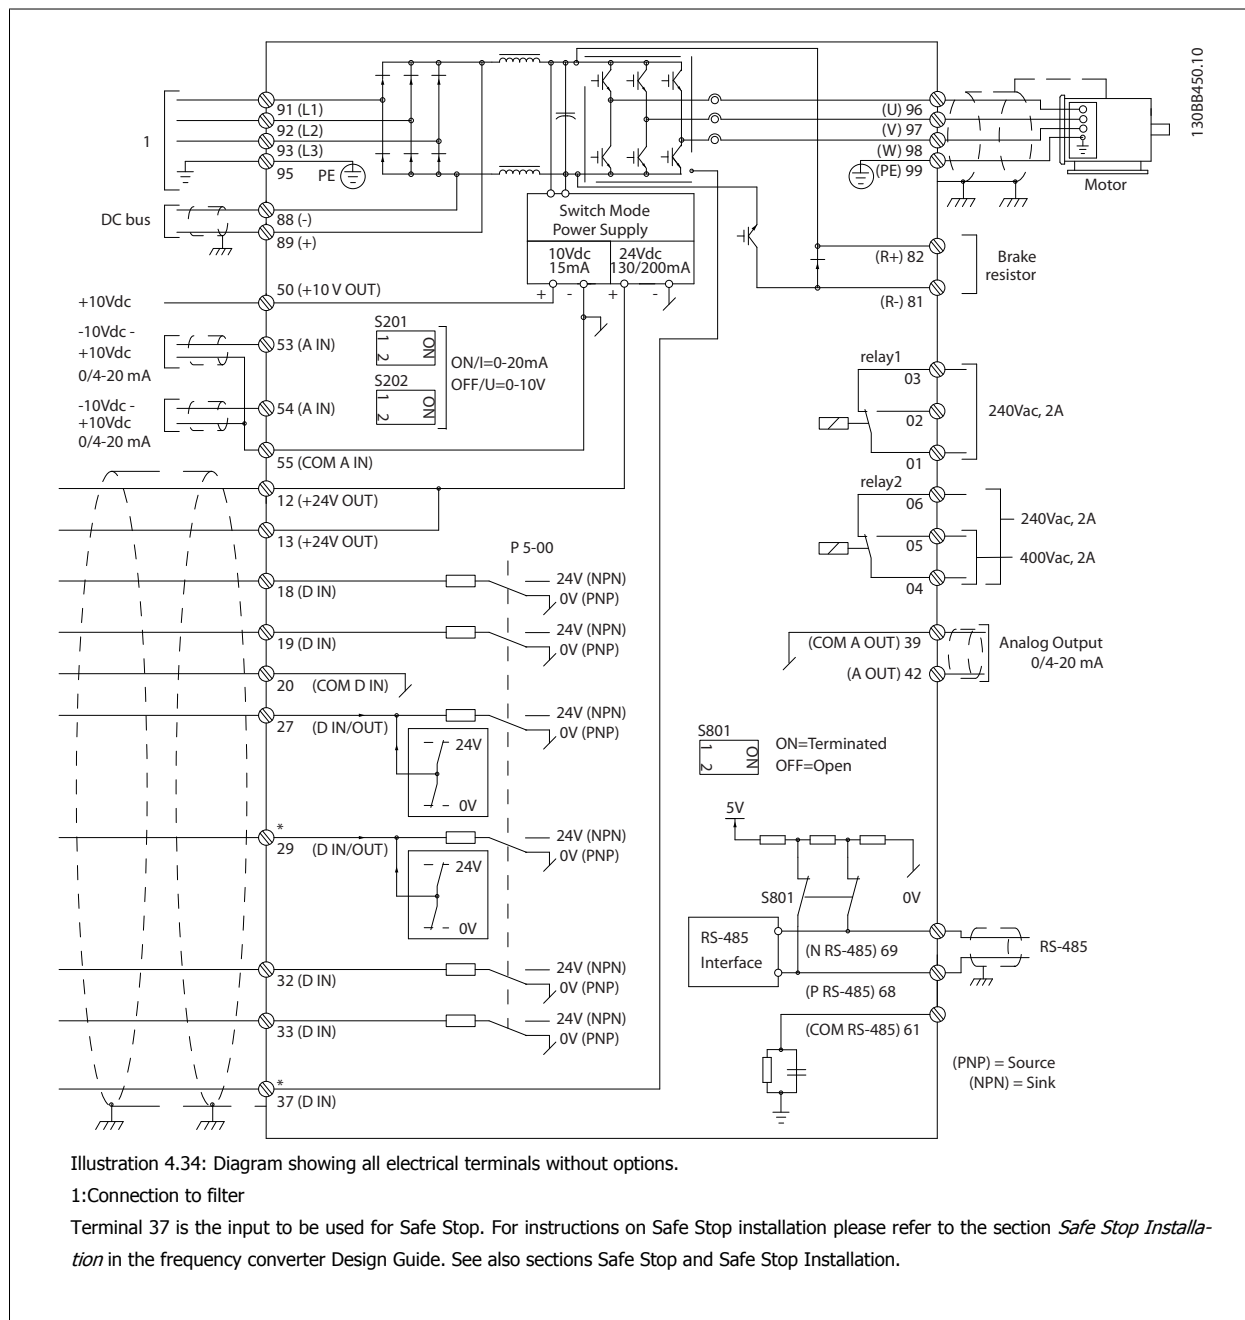 130BB450.10
91 (L1)
92 (L2)
93 (L3)
95
PE
1
DC bus
88 (-)
89 (+)
Switch Mode
Power Supply
10Vdc
15mA
24Vdc
130/200mA
+ - + -
(U) 96
(V) 97
(W) 98
(PE) 99
Motor
(R+) 82
(R-) 81
Brake
resistor
+10Vdc
50 (+10 V OUT)
-10Vdc -
+10Vdc
0/4-20 mA
53 (A IN)
-10Vdc -
+10Vdc
0/4-20 mA
54 (A IN)
55 (COM A IN)
S201
1
2
ON
S202
1
2
ON
ON/I=0-20mA
OFF/U=0-10V
relay1
03
02
01
240Vac, 2A
relay2
06
05
04
240Vac, 2A
400Vac, 2A
12 (+24V OUT)
13 (+24V OUT)
P 5-00
18 (D IN)
24V (NPN)
0V (PNP)
19 (D IN)
24V (NPN)
0V (PNP)
20 (COM D IN)
27 (D IN/OUT)
24V (NPN)
0V (PNP)
24V
0V
*
29 (D IN/OUT)
24V (NPN)
0V (PNP)
24V
0V
32 (D IN)
24V (NPN)
0V (PNP)
33 (D IN)
24V (NPN)
0V (PNP)
*
37 (D IN)
(COM A OUT) 39
(A OUT) 42
Analog Output
0/4-20 mA
S801
1
2
ON
ON=Terminated
OFF=Open
5V
S801
0V
RS-485
Interface
(N RS-485) 69
(P RS-485) 68
RS-485
(COM RS-485) 61
(PNP) = Source
(NPN) = Sink
Illustration 4.34: Diagram showing all electrical terminals without options.
1:Connection to filter
Terminal 37 is the input to be used for Safe Stop. For instructions on Safe Stop installation please refer to the section Safe Stop Installa-
tion in the frequency converter Design Guide. See also sections Safe Stop and Safe Stop Installation.